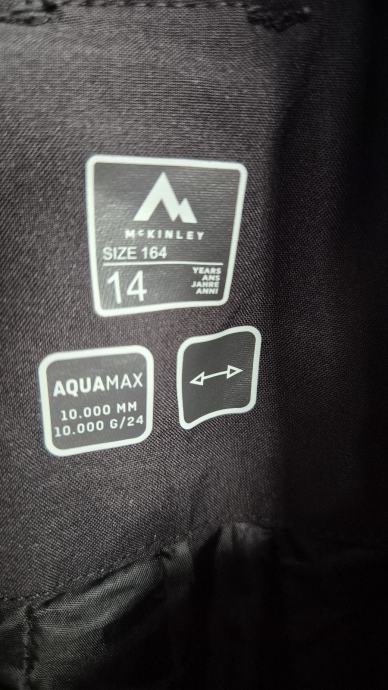 McKINLEY
SIZE 164
14
YEARS
ANS
JAHRE
ANNI
AQUAMAX
10.000 MM
10.000 G/24